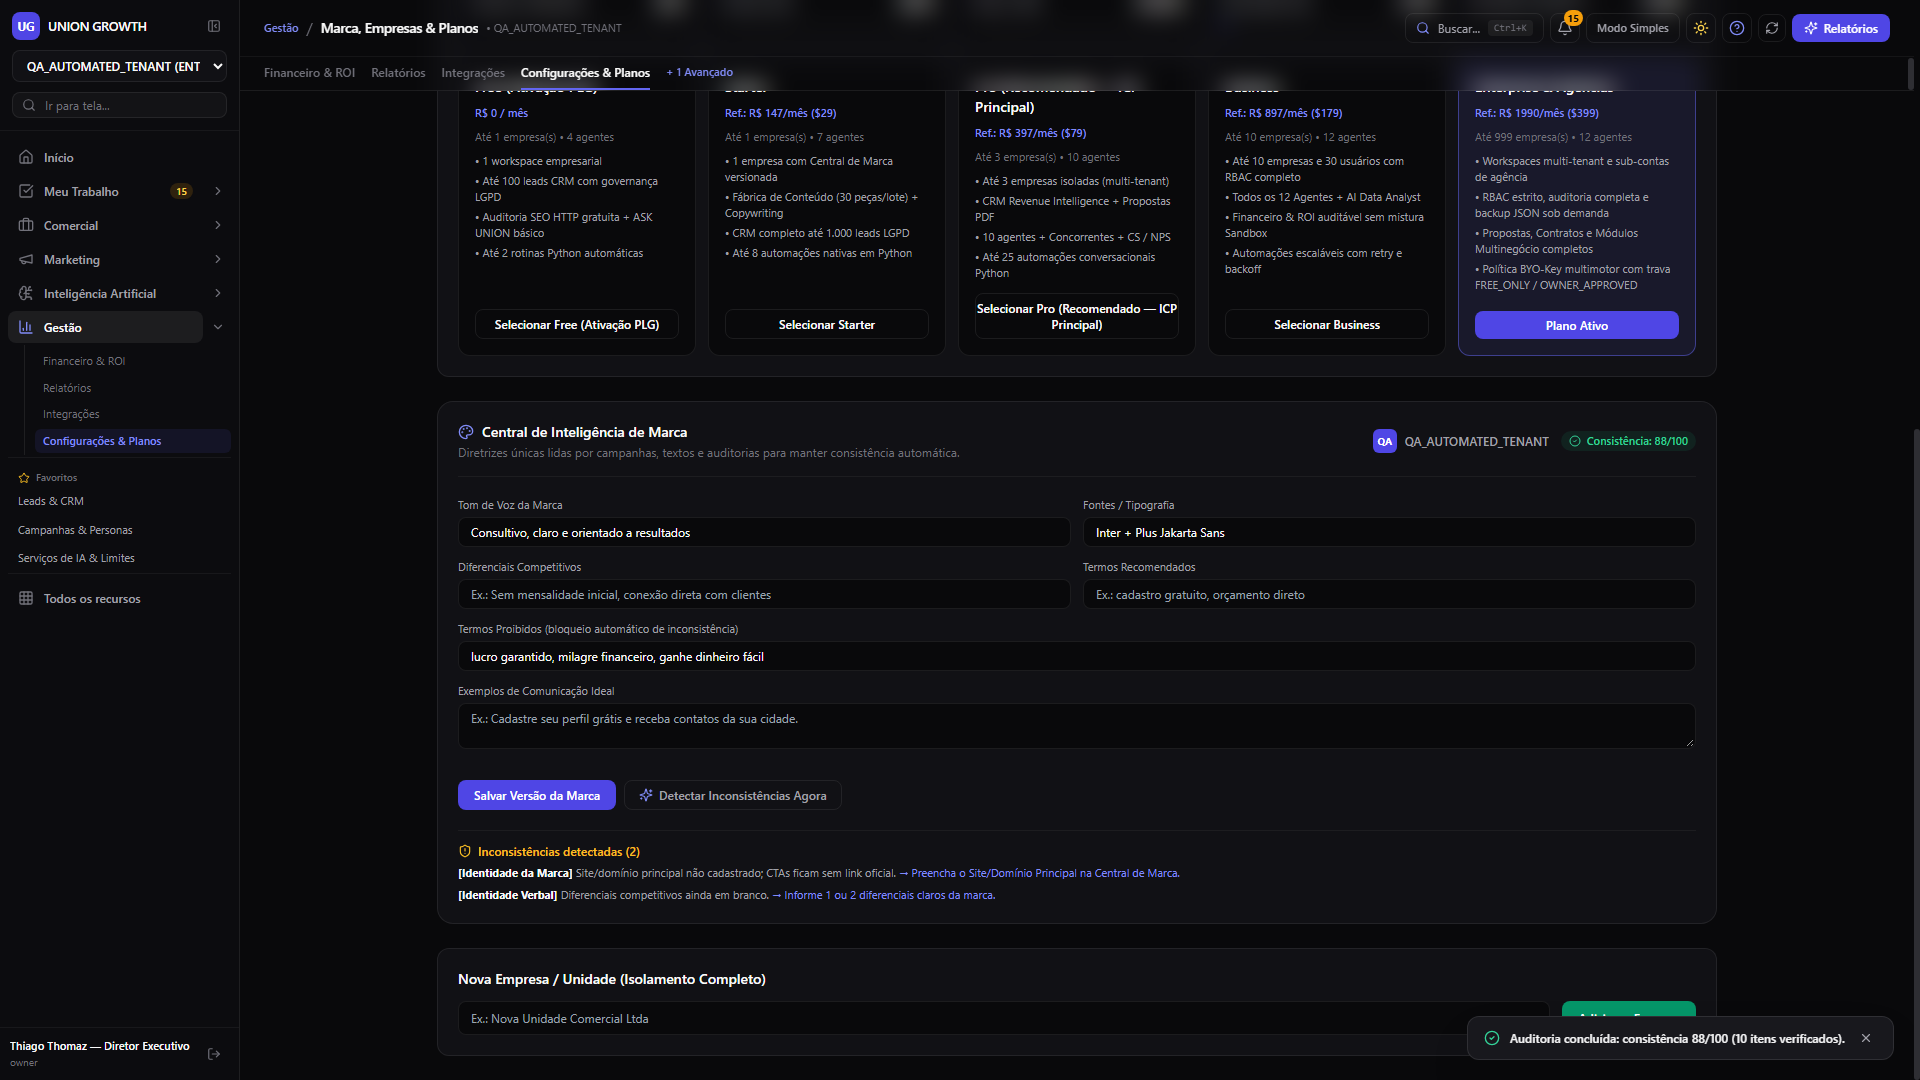 UG UNION GROWTH
QA_AUTOMATED_TENANT (ENT
Ir para tela...
Início
Meu Trabalho 15
Comercial
Marketing
Inteligência Artificial
Gestão
Financeiro & ROI
Relatórios
Integrações
Configurações & Planos
Favoritos
Leads & CRM
Campanhas & Personas
Serviços de IA & Limites
Todos os recursos
Thiago Thomaz — Diretor Executivo
owner
Gestão / Marca, Empresas & Planos • QA_AUTOMATED_TENANT
Buscar... Ctrl+K
15
Modo Simples
Relatórios
Financeiro & ROI Relatórios Integrações Configurações & Planos + 1 Avançado
R$ 0 / mês
Até 1 empresa(s) • 4 agentes
• 1 workspace empresarial
• Até 100 leads CRM com governança
LGPD
• Auditoria SEO HTTP gratuita + ASK
UNION básico
• Até 2 rotinas Python automáticas
Selecionar Free (Ativação PLG)
Ref.: R$ 147/mês ($29)
Até 1 empresa(s) • 7 agentes
• 1 empresa com Central de Marca
versionada
• Fábrica de Conteúdo (30 peças/lote) +
Copywriting
• CRM completo até 1.000 leads LGPD
• Até 8 automações nativas em Python
Selecionar Starter
Principal)
Ref.: R$ 397/mês ($79)
Até 3 empresa(s) • 10 agentes
• Até 3 empresas isoladas (multi-tenant)
• CRM Revenue Intelligence + Propostas
PDF
• 10 agentes + Concorrentes + CS / NPS
• Até 25 automações conversacionais
Python
Selecionar Pro (Recomendado — ICP
Principal)
Ref.: R$ 897/mês ($179)
Até 10 empresa(s) • 12 agentes
• Até 10 empresas e 30 usuários com
RBAC completo
• Todos os 12 Agentes + AI Data Analyst
• Financeiro & ROI auditável sem mistura
Sandbox
• Automações escaláveis com retry e
backoff
Selecionar Business
Ref.: R$ 1990/mês ($399)
Até 999 empresa(s) • 12 agentes
• Workspaces multi-tenant e sub-contas
de agência
• RBAC estrito, auditoria completa e
backup JSON sob demanda
• Propostas, Contratos e Módulos
Multinegócio completos
• Política BYO-Key multimotor com trava
FREE_ONLY / OWNER_APPROVED
Plano Ativo
Central de Inteligência de Marca
Diretrizes únicas lidas por campanhas, textos e auditorias para manter consistência automática.
QA QA_AUTOMATED_TENANT Consistência: 88/100
Tom de Voz da Marca
Consultivo, claro e orientado a resultados
Fontes / Tipografia
Inter + Plus Jakarta Sans
Diferenciais Competitivos
Ex.: Sem mensalidade inicial, conexão direta com clientes
Termos Recomendados
Ex.: cadastro gratuito, orçamento direto
Termos Proibidos (bloqueio automático de inconsistência)
lucro garantido, milagre financeiro, ganhe dinheiro fácil
Exemplos de Comunicação Ideal
Ex.: Cadastre seu perfil grátis e receba contatos da sua cidade.
Salvar Versão da Marca
Detectar Inconsistências Agora
Inconsistências detectadas (2)
[Identidade da Marca] Site/domínio principal não cadastrado; CTAs ficam sem link oficial. → Preencha o Site/Domínio Principal na Central de Marca.
[Identidade Verbal] Diferenciais competitivos ainda em branco. → Informe 1 ou 2 diferenciais claros da marca.
Nova Empresa / Unidade (Isolamento Completo)
Ex.: Nova Unidade Comercial Ltda
Auditoria concluída: consistência 88/100 (10 itens verificados).